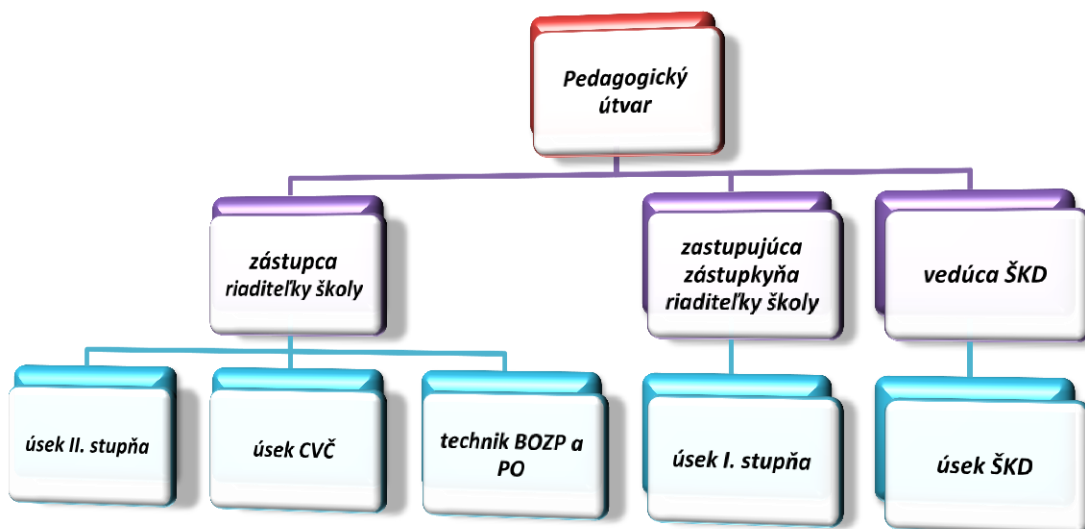 Pedagogický
útvar
zástupca
riaditeľky školy
zastupujúca
zástupkyňa
riaditeľky školy
vedúca ŠKD
úsek II. stupňa
úsek CVČ
technik BOZP a
PO
úsek I. stupňa
úsek ŠKD